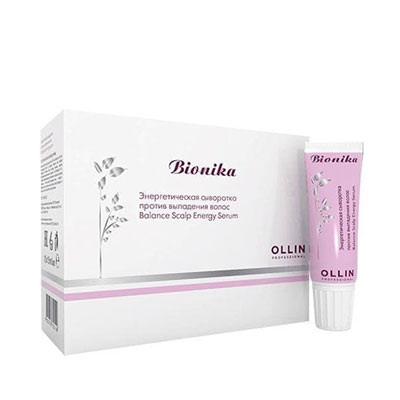 Bionika
Энергетическая сыворотка
против выпадения волос
Balance Scalp Energy Serum
OLLIN
PROFESSIONAL
Bionika
Энергетическая сыворотка
против выпадения волос
Balance Scalp Energy Serum
OLLIN
PROFESSIONAL